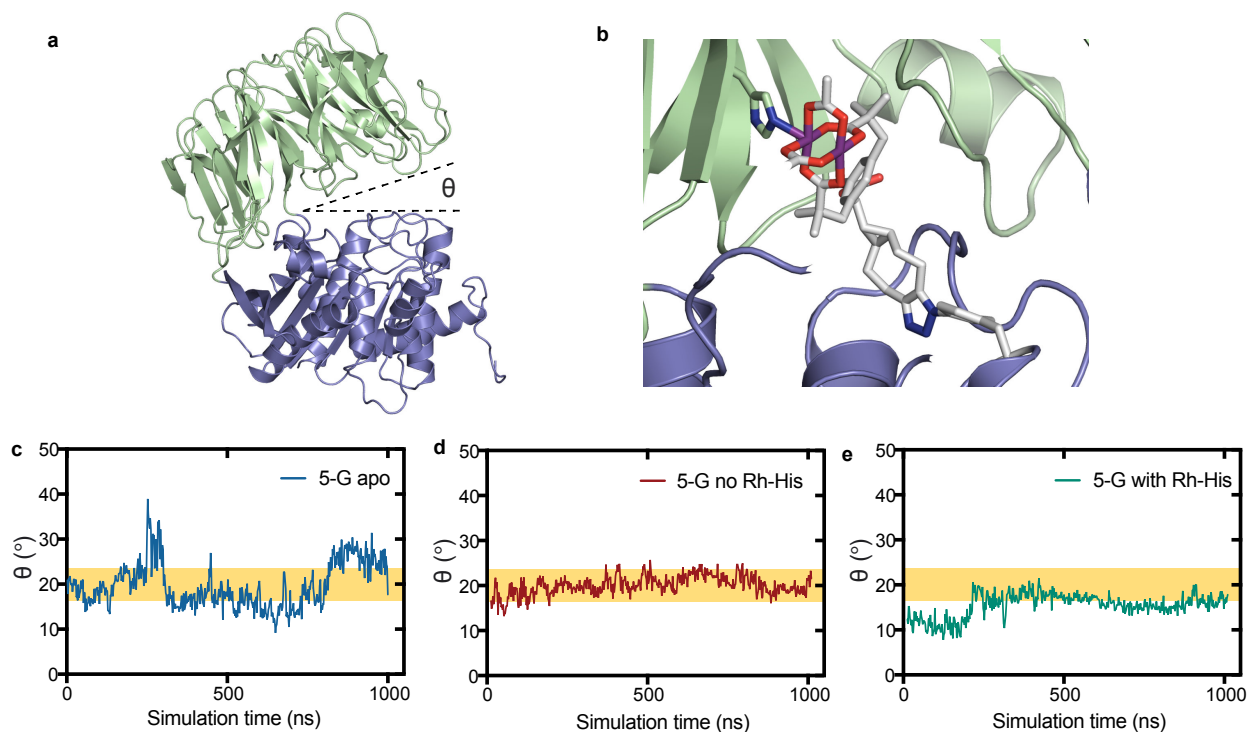 a
θ
b
c
50
40
30
20
10
0
θ (°)
5-G apo
0
500
1000
Simulation time (ns)
d
50
40
30
20
10
0
θ (°)
5-G no Rh-His
0
500
1000
Simulation time (ns)
e
50
40
30
20
10
0
θ (°)
5-G with Rh-His
0
500
1000
Simulation time (ns)